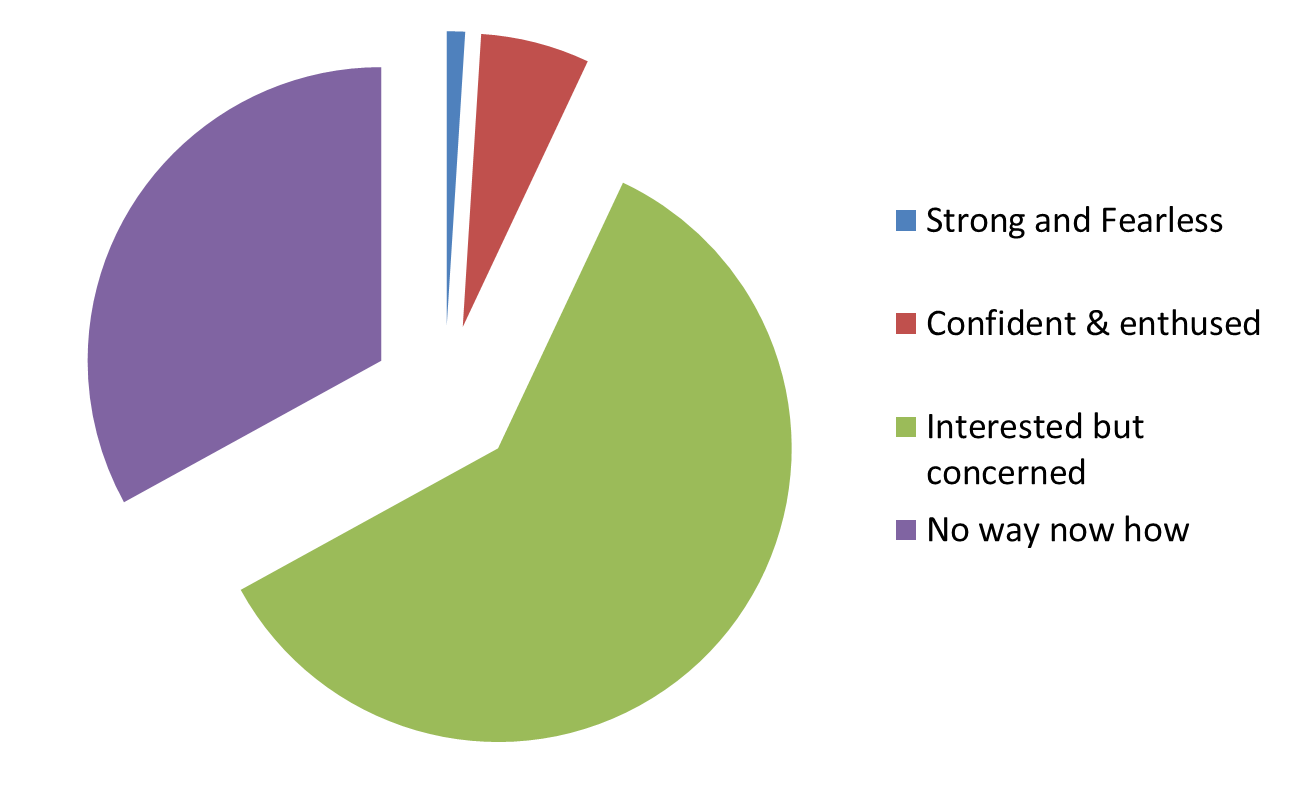 Strong and Fearless
Confident & enthused
Interested but
concerned
No way now how